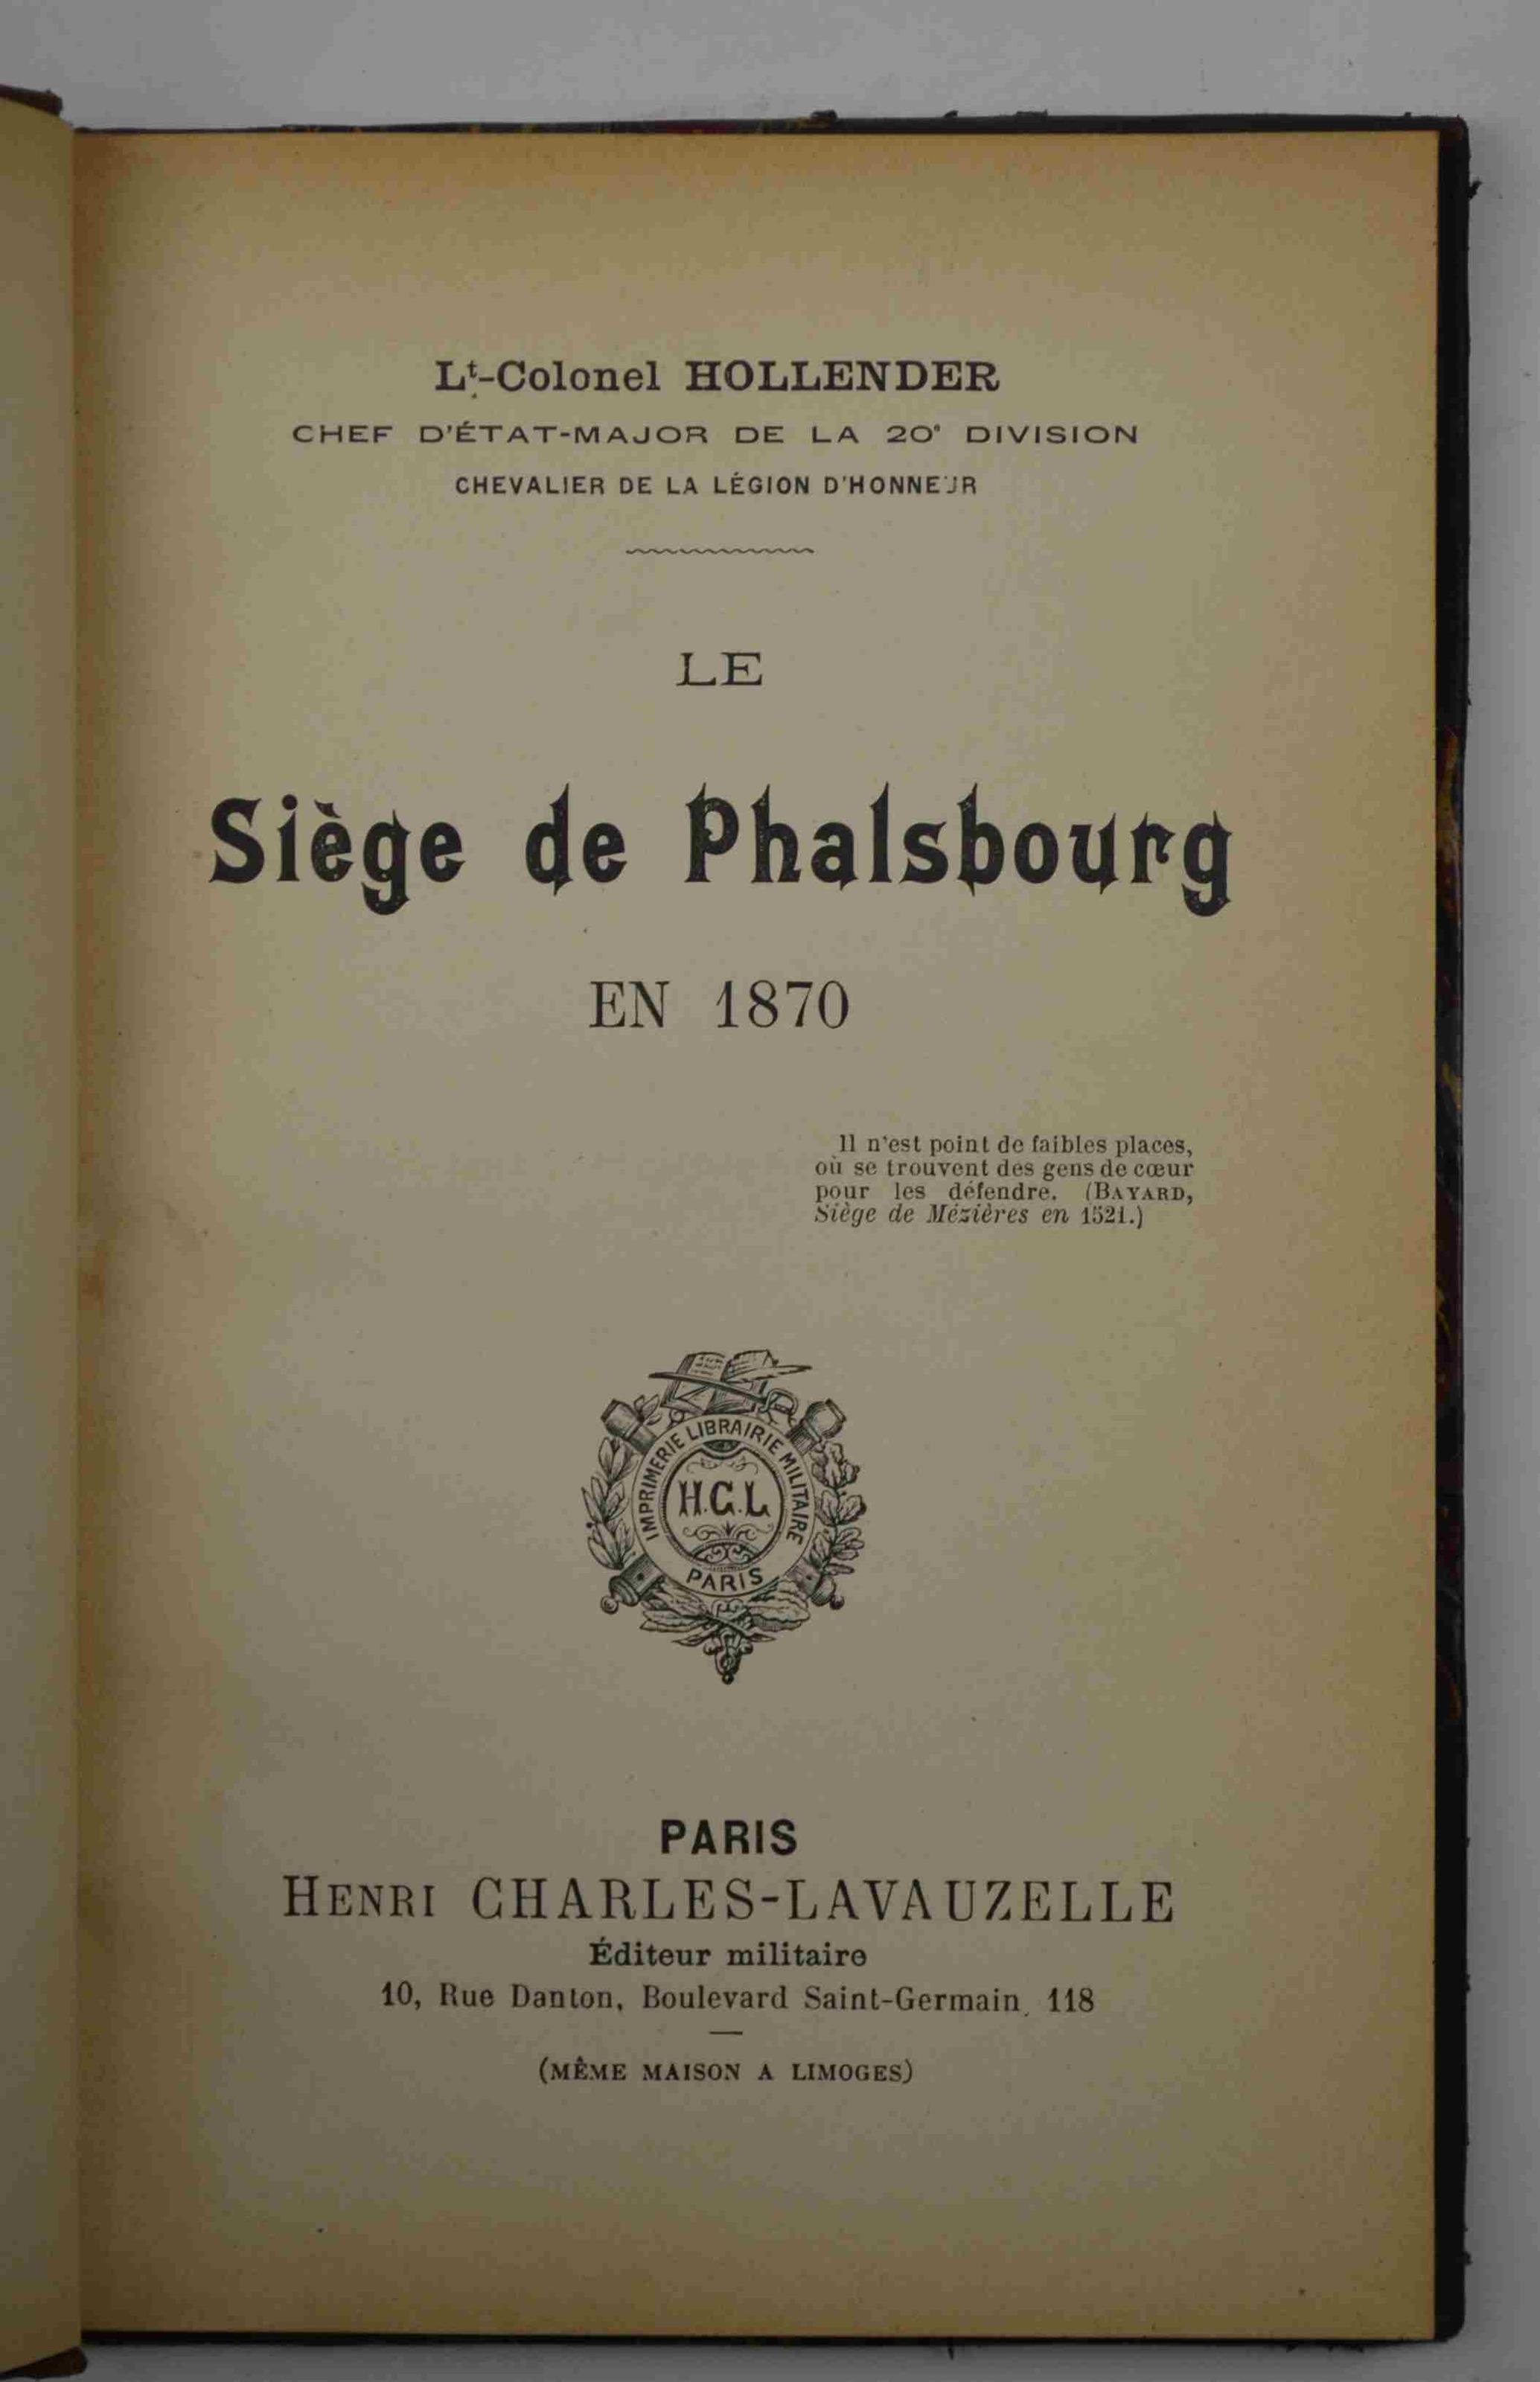 Lt-Colonel HOLLENDER
CHEF D'ÉTAT-MAJOR DE LA 20e DIVISION
CHEVALIER DE LA LÉGION D'HONNEUR
LE
Siège de Phalsbourg
EN 1870
Il n'est point de faibles places,
où se trouvent des gens de cœur
pour les défendre. (BAYARD,
Siège de Mézières en 1521.)
IMPRIMERIE LIBRAIRIE MILITAIRE
H.C.L
PARIS
PARIS
HENRI CHARLES-LAVAUZELLE
Éditeur militaire
10, Rue Danton, Boulevard Saint-Germain, 118
(MÊME MAISON A LIMOGES)